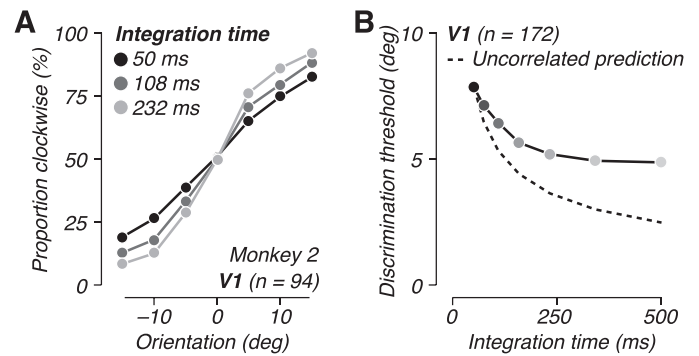 A
Proportion clockwise (%)
100
75
50
25
0
Integration time
50 ms
108 ms
232 ms
Monkey 2
V1 (n = 94)
−10
0
10
Orientation (deg)
B
Discrimination threshold (deg)
10
5
0
V1 (n = 172)
Uncorrelated prediction
0
250
500
Integration time (ms)